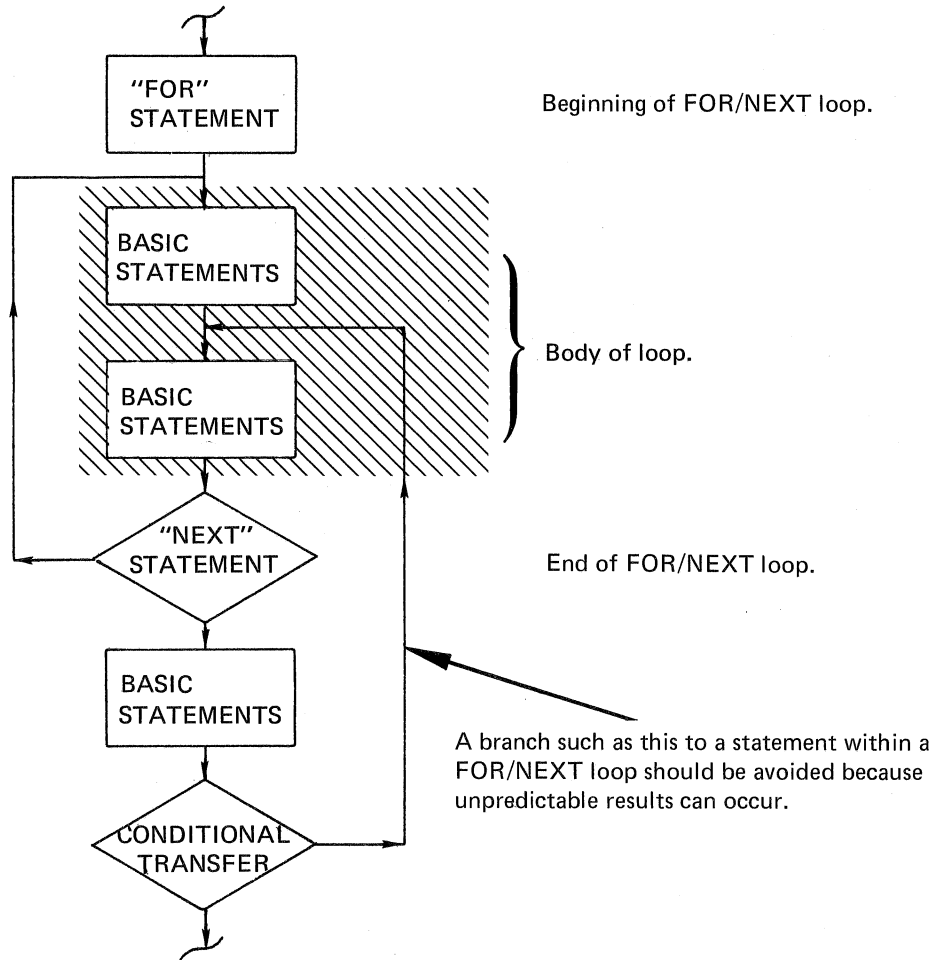 "FOR"
STATEMENT
Beginning of FOR/NEXT loop.
BASIC
STATEMENTS
Body of loop.
BASIC
STATEMENTS
"NEXT"
STATEMENT
End of FOR/NEXT loop.
BASIC
STATEMENTS
A branch such as this to a statement within a
FOR/NEXT loop should be avoided because
unpredictable results can occur.
CONDITIONAL
TRANSFER